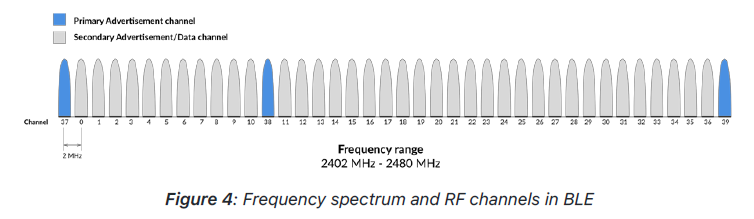 Primary Advertisement channel
Secondary Advertisement/Data channel
Channel 37 0 1 2 3 4 5 6 7 8 9 10 38 11 12 13 14 15 16 17 18 19 20 21 22 23 24 25 26 27 28 29 30 31 32 33 34 35 36 39
2 MHz
Frequency range
2402 MHz - 2480 MHz
Figure 4: Frequency spectrum and RF channels in BLE